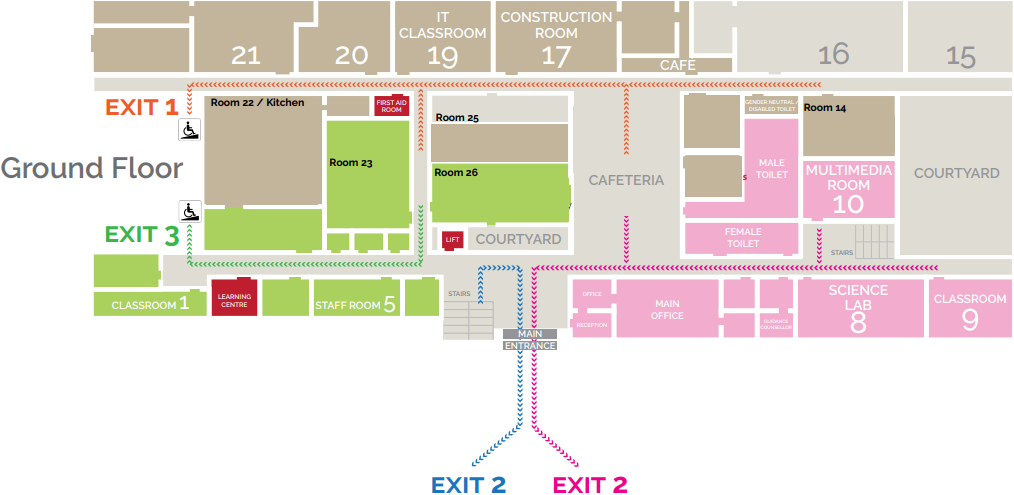 IT
CLASSROOM
19
CONSTRUCTION
ROOM
17
21
20
CAFE
16
15
EXIT 1
Room 22 / Kitchen
FIRST AID
ROOM
Room 25
GENDER NEUTRAL /
DISABLED TOILET
Room 14
Ground Floor
Room 23
Room 26
CAFETERIA
MALE
TOILET
S
MULTIMEDIA
ROOM
10
COURTYARD
EXIT 3
LIFT
COURTYARD
FEMALE
TOILET
STAIRS
CLASSROOM 1
LEARNING
CENTRE
STAFF ROOM 5
STAIRS
OFFICE
RECEPTION
MAIN
OFFICE
GUIDANCE
COUNSELLOR
SCIENCE
LAB
8
CLASSROOM
9
MAIN
ENTRANCE
EXIT 2
EXIT 2